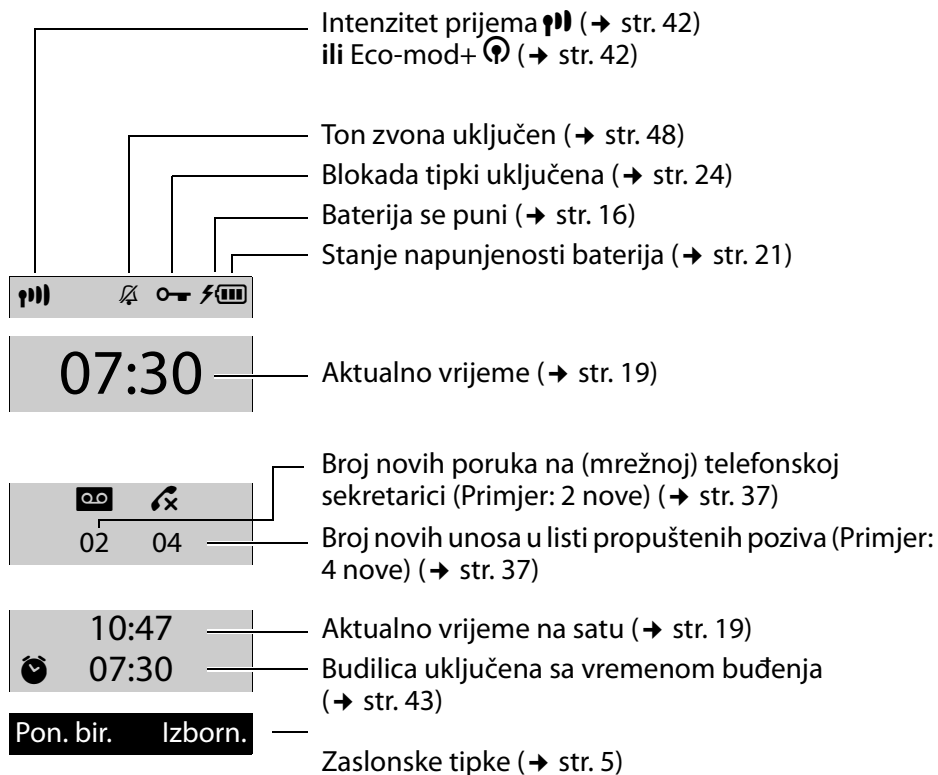 Intenzitet prijema (➔ str. 42)
ili Eco-mod+ (➔ str. 42)
Ton zvona uključen (➔ str. 48)
Blokada tipki uključena (➔ str. 24)
Baterija se puni (➔ str. 16)
Stanje napunjenosti baterija (➔ str. 21)
07:30
Aktualno vrijeme (➔ str. 19)
Broj novih poruka na (mrežnoj) telefonskoj
sekretarici (Primjer: 2 nove) (➔ str. 37)
02 04
Broj novih unosa u listi propuštenih poziva (Primjer:
4 nove) (➔ str. 37)
10:47
Aktualno vrijeme na satu (➔ str. 19)
07:30
Budilica uključena sa vremenom buđenja
(➔ str. 43)
Pon. bir. Izborn.
Zaslonske tipke (➔ str. 5)